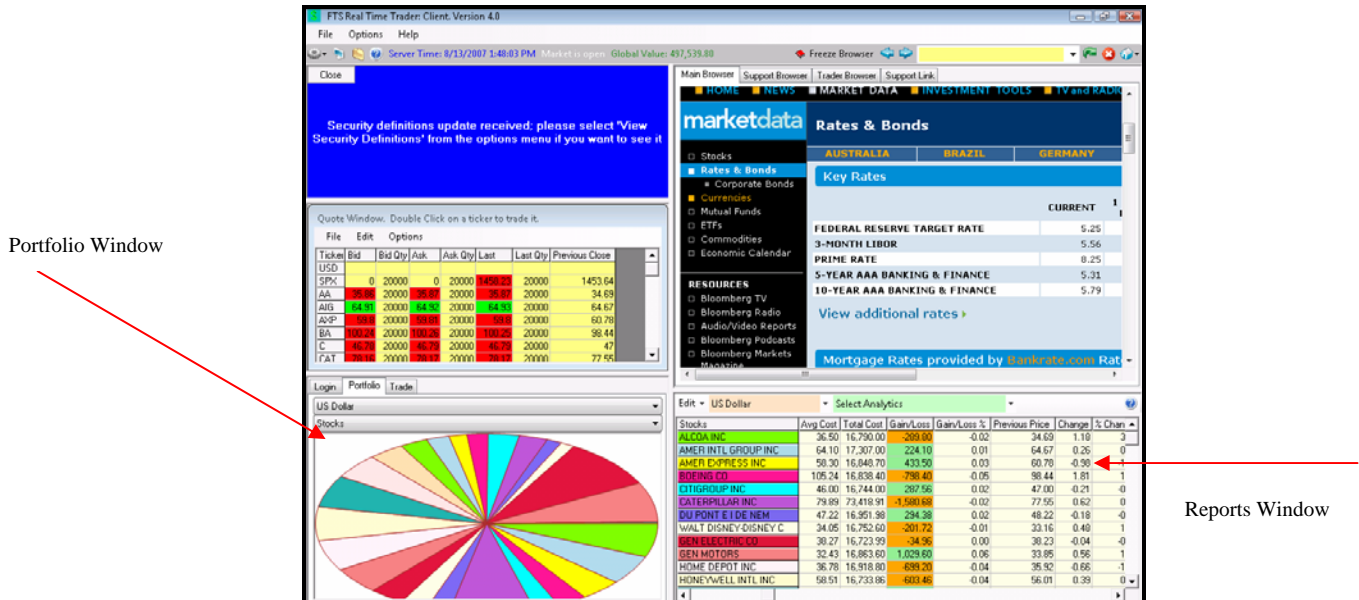 FTS Real Time Trader: Client. Version 4.0
File Options Help
Server Time: 8/13/2007 1:48:03 PM Market is open Global Value: 497,539.88 Freeze Browser
Close
Security definitions update received; please select 'View
Security Definitions' from the options menu if you want to see it
Quote Window. Double Click on a ticker to trade it.
File Edit Options
Ticker Bid Bid Qty Ask Ask Qty Last Last Qty Previous Close
USD
SPX 0 20000 0 20000 1458.23 20000 1453.64
AA 35.86 20000 35.87 20000 35.87 20000 34.69
AIG 64.91 20000 64.92 20000 64.93 20000 64.67
AXP 59.8 20000 59.81 20000 59.8 20000 60.78
BA 100.24 20000 100.26 20000 100.25 20000 98.44
C 46.78 20000 46.79 20000 46.79 20000 47
CAT 78.16 20000 78.17 20000 78.17 20000 77.55
Login Portfolio Trade
US Dollar
Stocks
Portfolio Window
Main Browser Support Browser Trader Browser Support Link
HOME NEWS MARKET DATA INVESTMENT TOOLS TV and RADIO
marketdata
Rates & Bonds
Stocks
Rates & Bonds
Corporate Bonds
Currencies
Mutual Funds
ETFs
Commodities
Economic Calendar
RESOURCES
Bloomberg TV
Bloomberg Radio
Audio/Video Reports
Bloomberg Podcasts
Bloomberg Markets
Magazine
AUSTRALIA BRAZIL GERMANY
Key Rates
CURRENT 1
FEDERAL RESERVE TARGET RATE 5.25
3-MONTH LIBOR 5.56
PRIME RATE 8.25
5-YEAR AAA BANKING & FINANCE 5.31
10-YEAR AAA BANKING & FINANCE 5.79
View additional rates
Mortgage Rates provided by Bankrate.com Rat
Edit US Dollar Select Analytics
Stocks Avg Cost Total Cost Gain/Loss Gain/Loss % Previous Price Change % Chan
ALCOA INC 36.50 16,790.00 -289.80 -0.02 34.69 1.18 3
AMER INTL GROUP INC 64.10 17,307.00 224.10 0.01 64.67 0.26 0
AMER EXPRESS INC 58.30 16,848.70 433.50 0.03 60.78 -0.98 -1
BOEING CO 105.24 16,838.40 -798.40 -0.05 98.44 1.81 1
CITIGROUP INC 46.00 16,744.00 287.56 0.02 47.00 -0.21 -0
CATERPILLAR INC 79.89 73,418.91 -1,580.68 -0.02 77.55 0.62 0
DU PONT E I DE NEM 47.22 16,951.98 294.38 0.02 48.22 -0.18 -0
WALT DISNEY-DISNEY C 34.05 16,752.60 -201.72 -0.01 33.16 0.48 1
GEN ELECTRIC CO 38.27 16,723.99 -34.96 0.00 38.23 -0.04 -0
GEN MOTORS 32.43 16,863.60 1,029.60 0.06 33.85 0.56 1
HOME DEPOT INC 36.78 16,918.80 -699.20 -0.04 35.92 -0.66 -1
HONEYWELL INTL INC 58.51 16,733.86 -603.46 -0.04 56.01 0.39 0
Reports Window